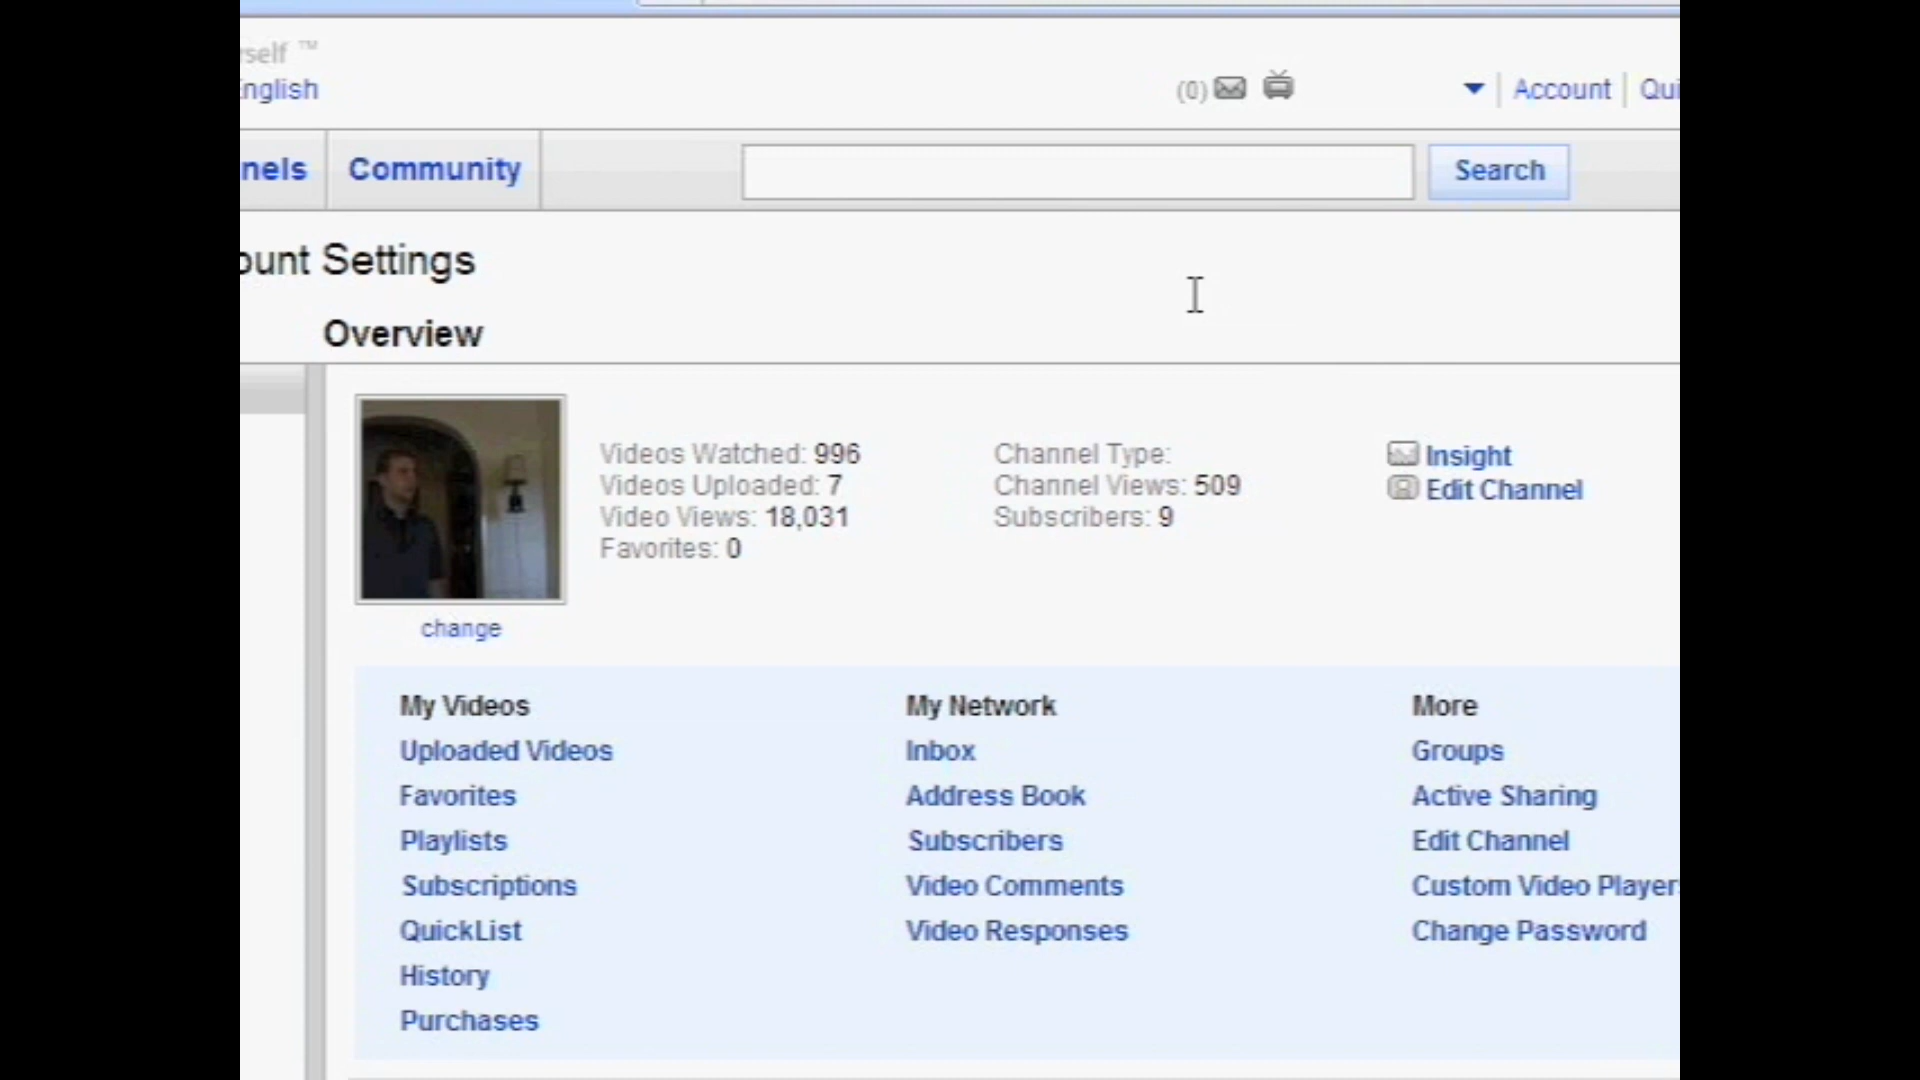 rself ™
English
(0)
Account
Qui
nels
Community
Search
ount Settings
Overview
Videos Watched: 996
Videos Uploaded: 7
Video Views: 18,031
Favorites: 0
Channel Type:
Channel Views: 509
Subscribers: 9
Insight
Edit Channel
change
My Videos
Uploaded Videos
Favorites
Playlists
Subscriptions
QuickList
History
Purchases
My Network
Inbox
Address Book
Subscribers
Video Comments
Video Responses
More
Groups
Active Sharing
Edit Channel
Custom Video Player
Change Password